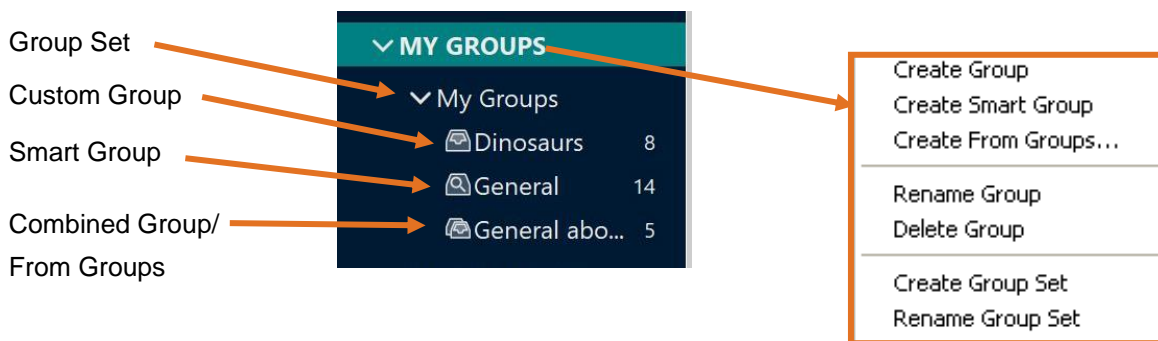 Group Set
Custom Group
Smart Group
Combined Group/
From Groups
MY GROUPS
My Groups
Dinosaurs 8
General 14
General abo... 5
Create Group
Create Smart Group
Create From Groups...
Rename Group
Delete Group
Create Group Set
Rename Group Set